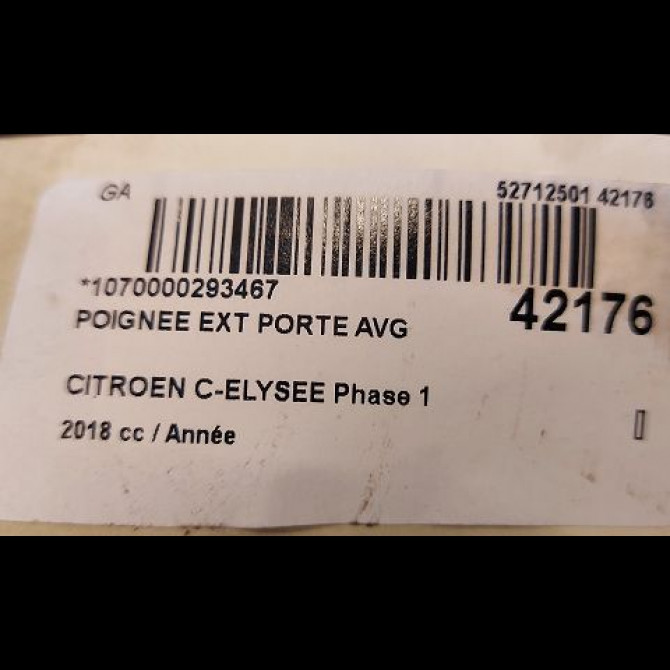 GA
52712501 42176
*1070000293467
42176
POIGNEE EXT PORTE AVG
CITROEN C-ELYSEE Phase 1
2018 cc / Année